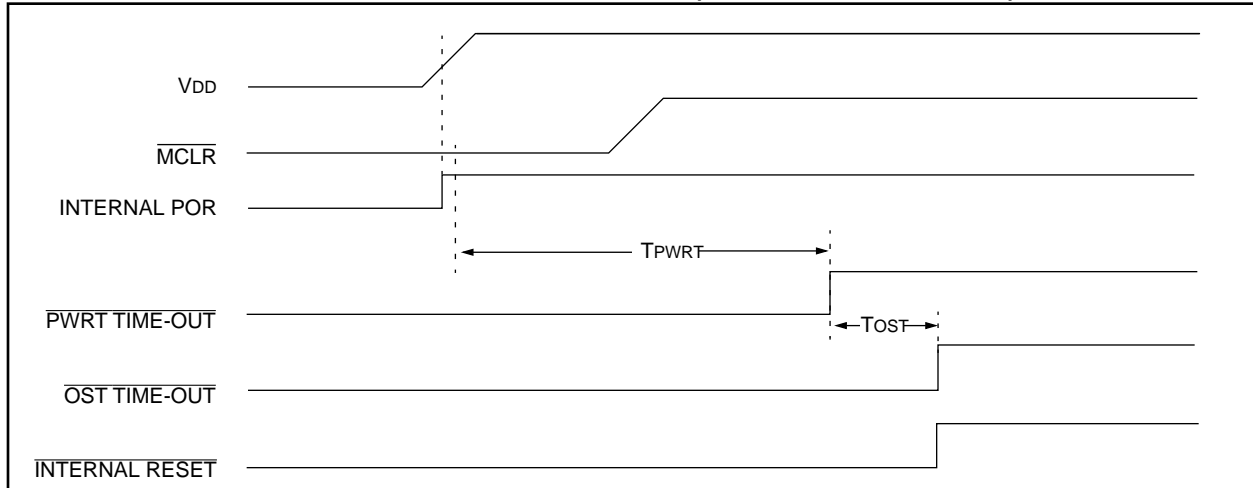 VDD
MCLR
INTERNAL POR
TPWRT
PWRT TIME-OUT
TOST
OST TIME-OUT
INTERNAL RESET